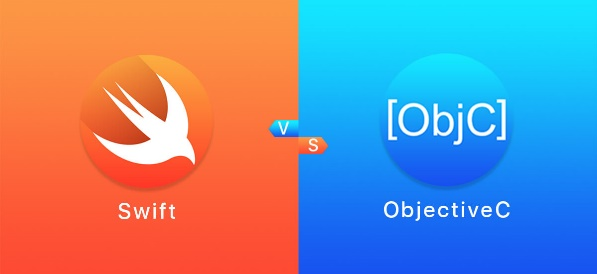 Swift
V
S
[ObjC]
ObjectiveC